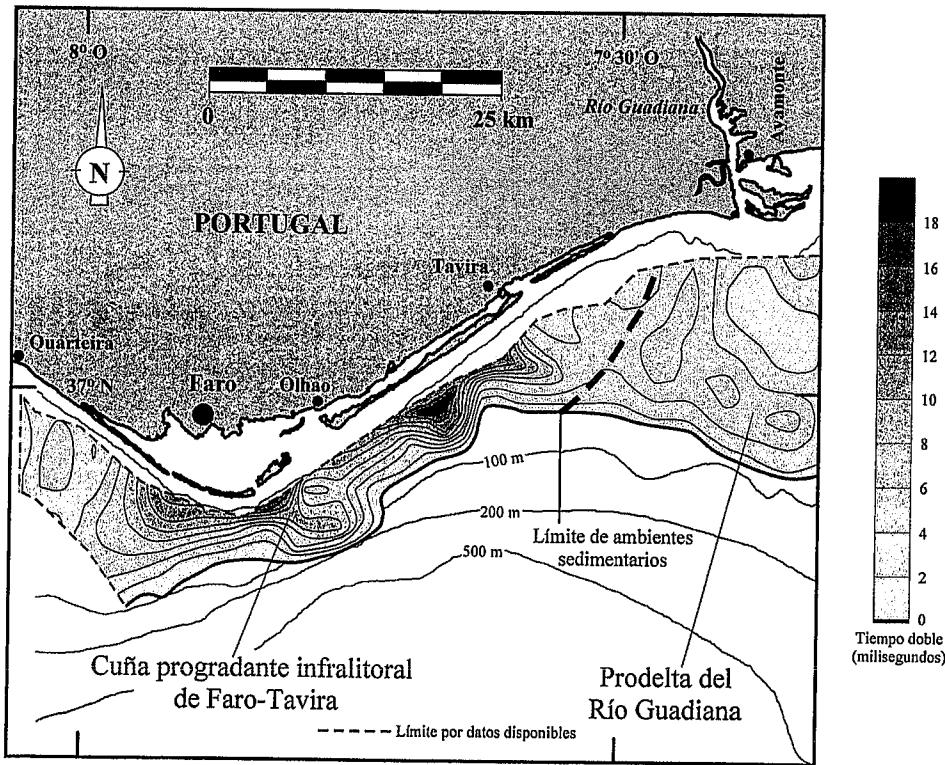 8º O
7º 30' O
0
25 km
Río Guadiana
Ayamonte
N
PORTUGAL
Tavira
Quarteira
37º N
Faro
Olhao
100 m
200 m
500 m
Límite de ambientes
sedimentarios
Cuña progradante infralitoral
de Faro-Tavira
Prodelta del
Río Guadiana
Límite por datos disponibles
18
16
14
12
10
8
6
4
2
0
Tiempo doble
(milisegundos)